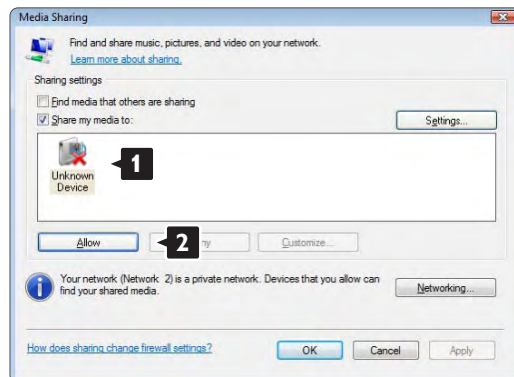 Media Sharing
Find and share music, pictures, and video on your network.
Learn more about sharing.
Sharing settings
Find media that others are sharing
Share my media to:
Settings...
Unknown
Device
1
Allow
2
Customize...
Your network (Network 2) is a private network. Devices that you allow can
find your shared media.
Networking...
How does sharing change firewall settings?
OK
Cancel
Apply